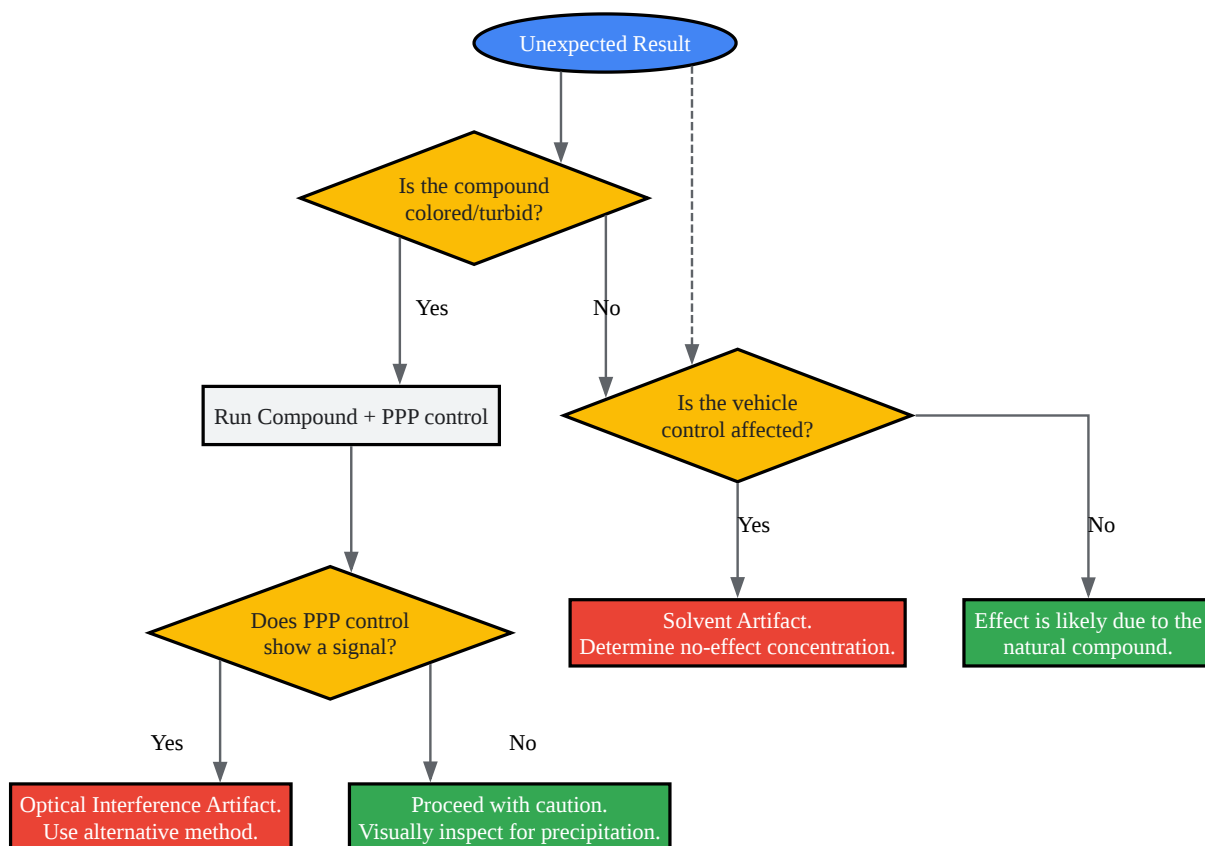 Unexpected Result
Is the compound
colored/turbid?
Yes
No
Run Compound + PPP control
Is the vehicle
control affected?
Yes
No
Does PPP control
show a signal?
Solvent Artifact.
Determine no-effect concentration.
Effect is likely due to the
natural compound.
Yes
No
Optical Interference Artifact.
Use alternative method.
Proceed with caution.
Visually inspect for precipitation.